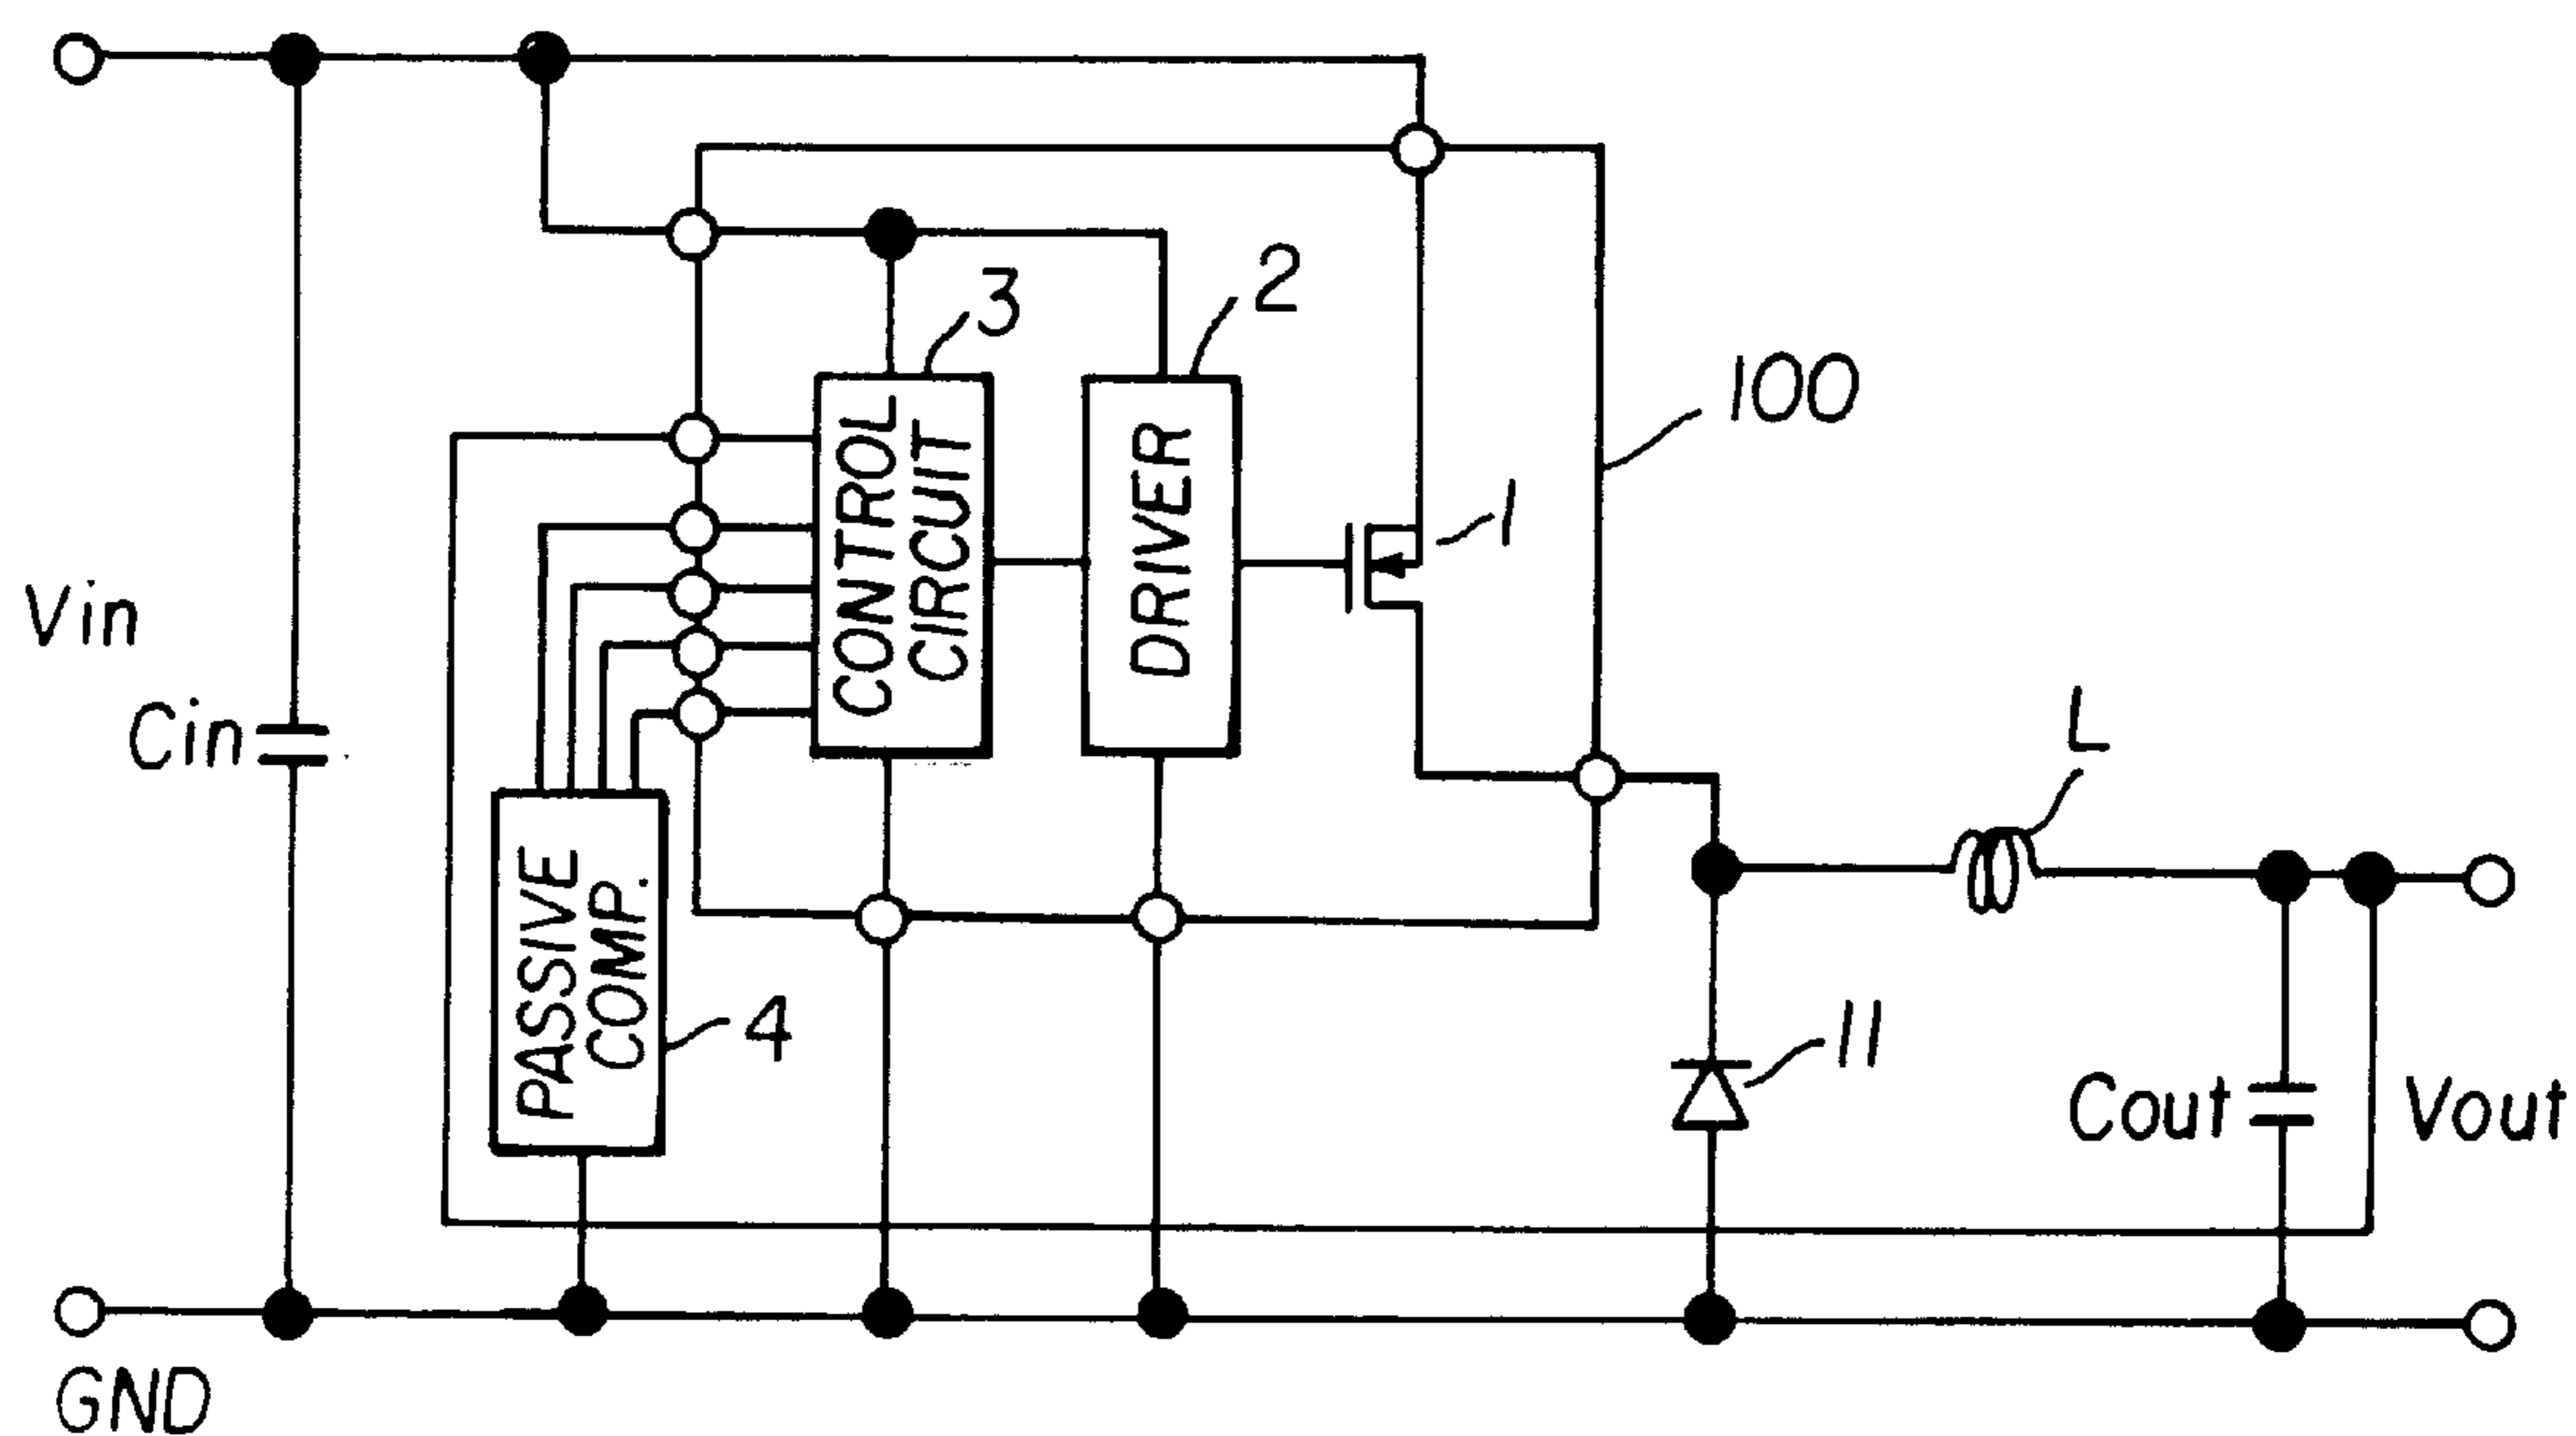 3
2
100
CONTROL
CIRCUIT
DRIVER
1
Vin
Cin
L
PASSIVE
COMP.
4
11
Cout
Vout
GND